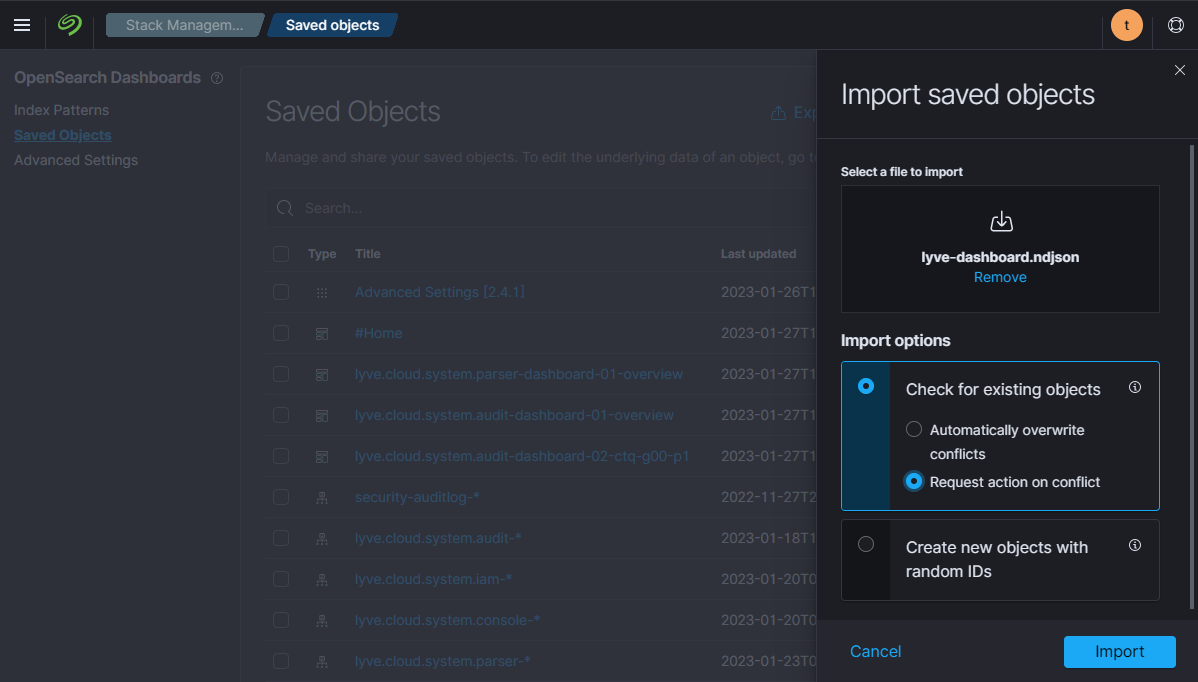 Stack Managem...
Saved objects
t
OpenSearch Dashboards
Index Patterns
Saved Objects
Advanced Settings
Saved Objects
Exp
Manage and share your saved objects. To edit the underlying data of an object, go to
Search...
Type Title Last updated
Advanced Settings [2.4.1] 2023-01-26T1
#Home 2023-01-27T1
lyve.cloud.system.parser-dashboard-01-overview 2023-01-27T1
lyve.cloud.system.audit-dashboard-01-overview 2023-01-27T1
lyve.cloud.system.audit-dashboard-02-ctq-g00-p1 2023-01-27T1
security-auditlog-* 2022-11-27T2
lyve.cloud.system.audit-* 2023-01-18T1
lyve.cloud.system.iam-* 2023-01-20T0
lyve.cloud.system.console-* 2023-01-20T0
lyve.cloud.system.parser-* 2023-01-23T0
Import saved objects
Select a file to import
lyve-dashboard.ndjson
Remove
Import options
Check for existing objects
Automatically overwrite
conflicts
Request action on conflict
Create new objects with
random IDs
Cancel
Import